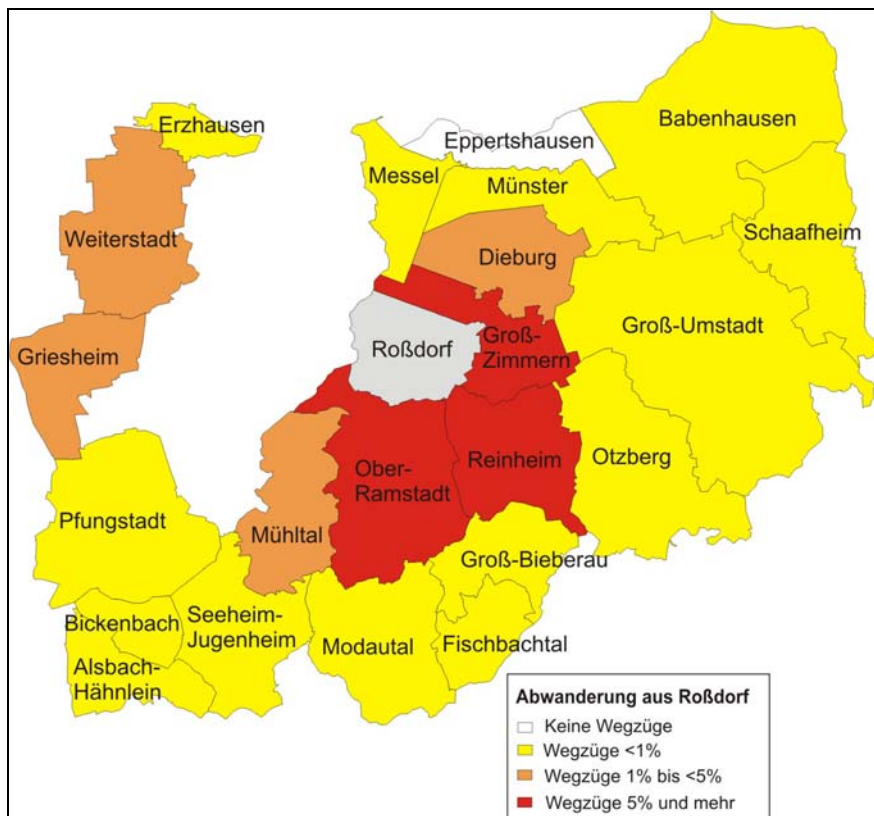 Erzhausen
Babenhausen
Eppertshausen
Messel
Münster
Weiterstadt
Schaafheim
Dieburg
Groß-Umstadt
Griesheim
Roßdorf
Groß-
Zimmern
Ober-
Ramstadt
Reinheim
Otzberg
Pfungstadt
Mühltal
Groß-Bieberau
Bickenbach
Seeheim-
Jugenheim
Modautal
Fischbachtal
Alsbach-
Hähnlein
Abwanderung aus Roßdorf
Keine Wegzüge
Wegzüge <1%
Wegzüge 1% bis <5%
Wegzüge 5% und mehr